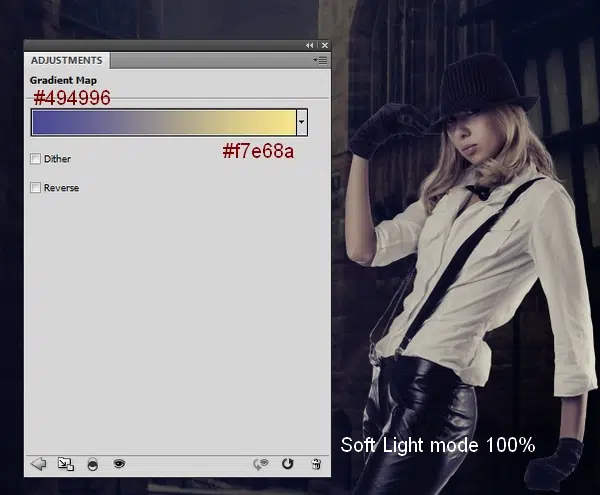 ADJUSTMENTS
Gradient Map
#494996
#f7e68a
Dither
Reverse
Soft Light mode 100%